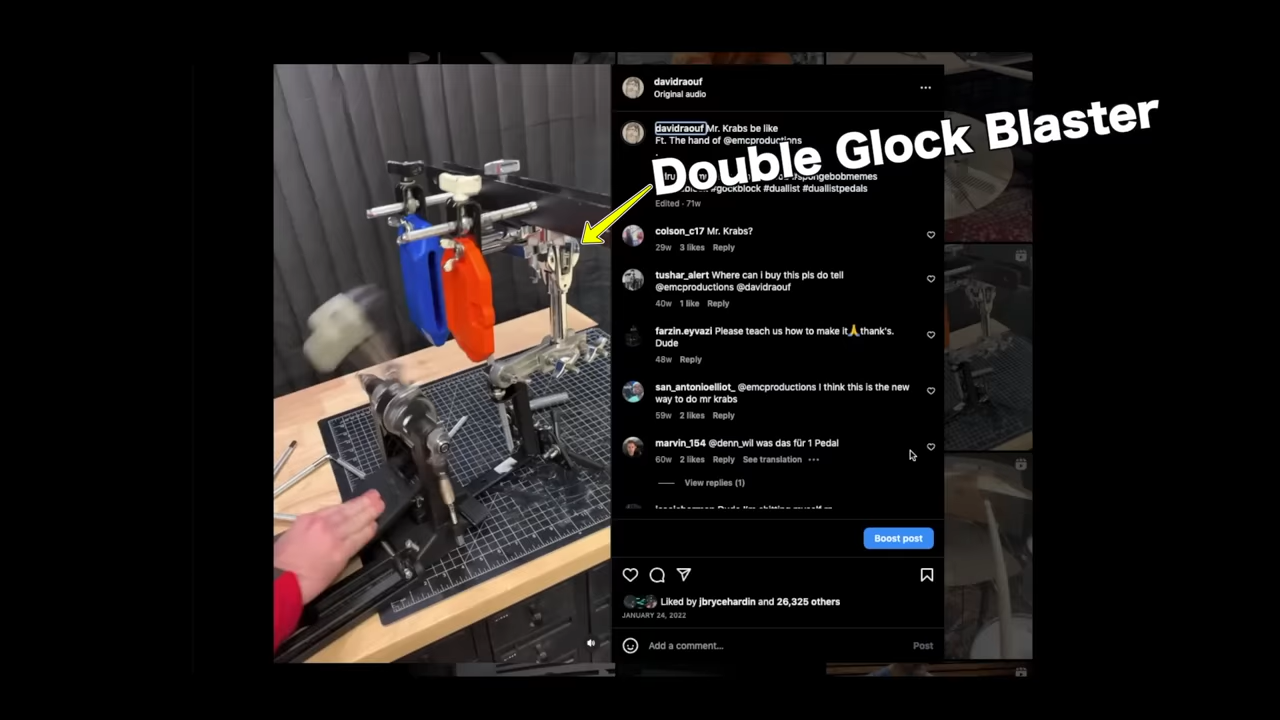 davidraouf
Original audio
davidraouf Mr. Krabs be like
Ft. The hand of @emcproductions
Double Glock Blaster
#gockblock #duallist #duallistpedals
Edited · 71w
colson_c17 Mr. Krabs?
29w 3 likes Reply
tushar_alert Where can i buy this pls do tell
@emcproductions @davidraouf
40w 1 like Reply
farzin.eyvazi Please teach us how to make it🙏thank's.
Dude
48w Reply
san_antonioelliot_ @emcproductions I think this is the new
way to do mr krabs
59w 2 likes Reply
marvin_154 @denn_wil was das für 1 Pedal
60w 2 likes Reply See translation ···
View replies (1)
Boost post
Liked by jbrycehardin and 26,325 others
JANUARY 24, 2022
Add a comment...
Post